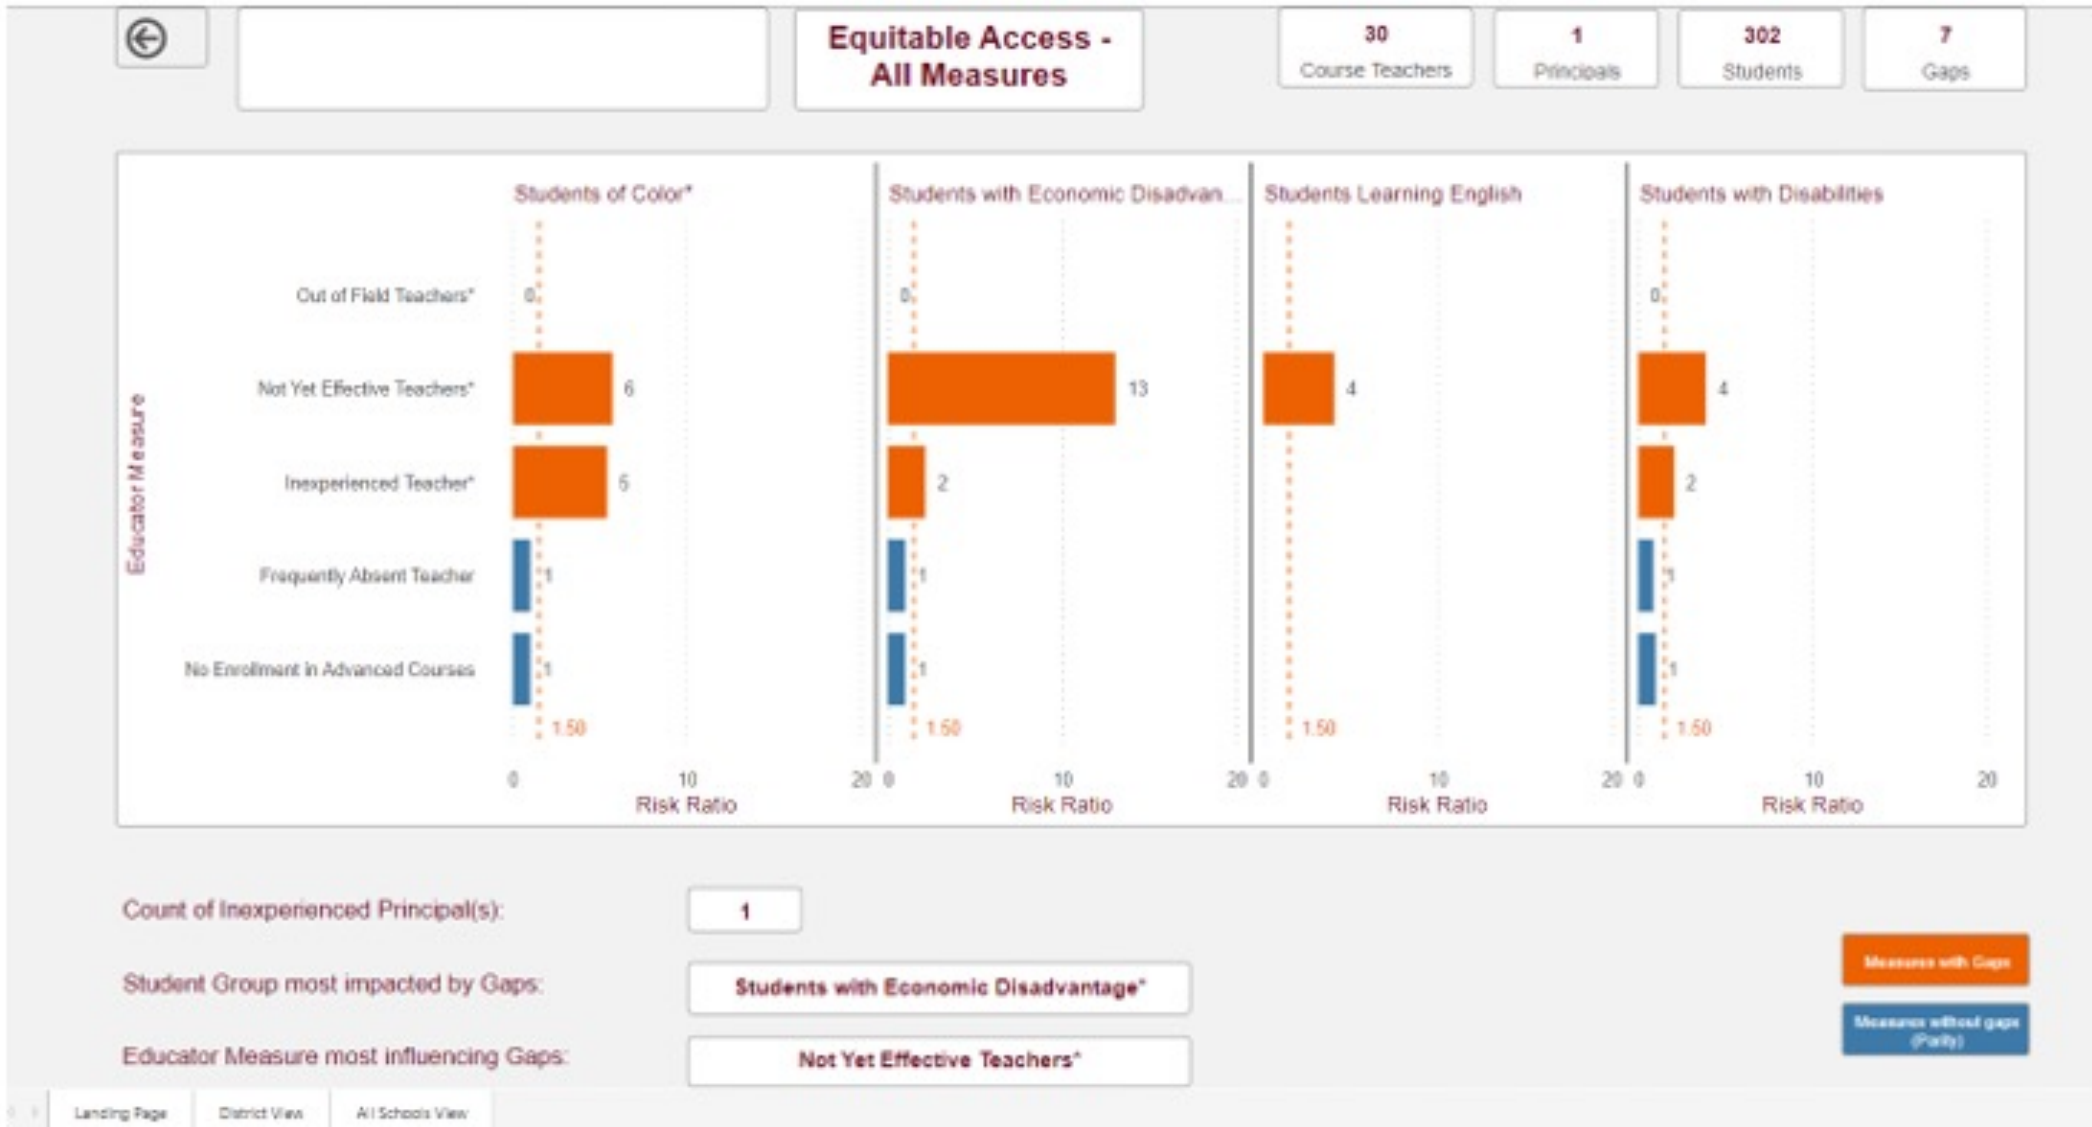 Equitable Access -
All Measures
30
Course Teachers
1
Principals
302
Students
7
Gaps
Students of Color*
Students with Economic Disadvan...
Students Learning English
Students with Disabilities
Educator Measure
Out of Field Teachers* 0 0 0
Not Yet Effective Teachers* 6 13 4 4
Inexperienced Teacher* 5 2 2
Frequently Absent Teacher 1 1 1
No Enrollment in Advanced Courses 1 1 1
1.50 1.50 1.50 1.50
0 10 20 0 10 20 0 10 20 0 10 20
Risk Ratio Risk Ratio Risk Ratio Risk Ratio
Count of Inexperienced Principal(s): 1
Student Group most impacted by Gaps: Students with Economic Disadvantage*
Educator Measure most influencing Gaps: Not Yet Effective Teachers*
Measures with Gaps
Measures without gaps
(Parity)
Landing Page District View All Schools View